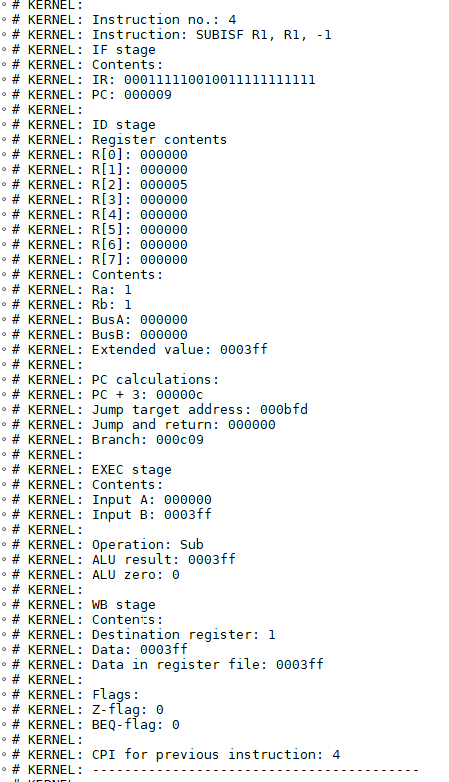 # KERNEL:
# KERNEL: Instruction no.: 4
# KERNEL: Instruction: SUBISF R1, R1, -1
# KERNEL: IF stage
# KERNEL: Contents:
# KERNEL: IR: 000111110010011111111111
# KERNEL: PC: 000009
# KERNEL:
# KERNEL: ID stage
# KERNEL: Register contents
# KERNEL: R[0]: 000000
# KERNEL: R[1]: 000000
# KERNEL: R[2]: 000005
# KERNEL: R[3]: 000000
# KERNEL: R[4]: 000000
# KERNEL: R[5]: 000000
# KERNEL: R[6]: 000000
# KERNEL: R[7]: 000000
# KERNEL: Contents:
# KERNEL: Ra: 1
# KERNEL: Rb: 1
# KERNEL: BusA: 000000
# KERNEL: BusB: 000000
# KERNEL: Extended value: 0003ff
# KERNEL:
# KERNEL: PC calculations:
# KERNEL: PC + 3: 00000c
# KERNEL: Jump target address: 000bfd
# KERNEL: Jump and return: 000000
# KERNEL: Branch: 000c09
# KERNEL:
# KERNEL: EXEC stage
# KERNEL: Contents:
# KERNEL: Input A: 000000
# KERNEL: Input B: 0003ff
# KERNEL:
# KERNEL: Operation: Sub
# KERNEL: ALU result: 0003ff
# KERNEL: ALU zero: 0
# KERNEL:
# KERNEL: WB stage
# KERNEL: Contents:
# KERNEL: Destination register: 1
# KERNEL: Data: 0003ff
# KERNEL: Data in register file: 0003ff
# KERNEL:
# KERNEL: Flags:
# KERNEL: Z-flag: 0
# KERNEL: BEQ-flag: 0
# KERNEL:
# KERNEL: CPI for previous instruction: 4
# KERNEL: -----------------------------------------